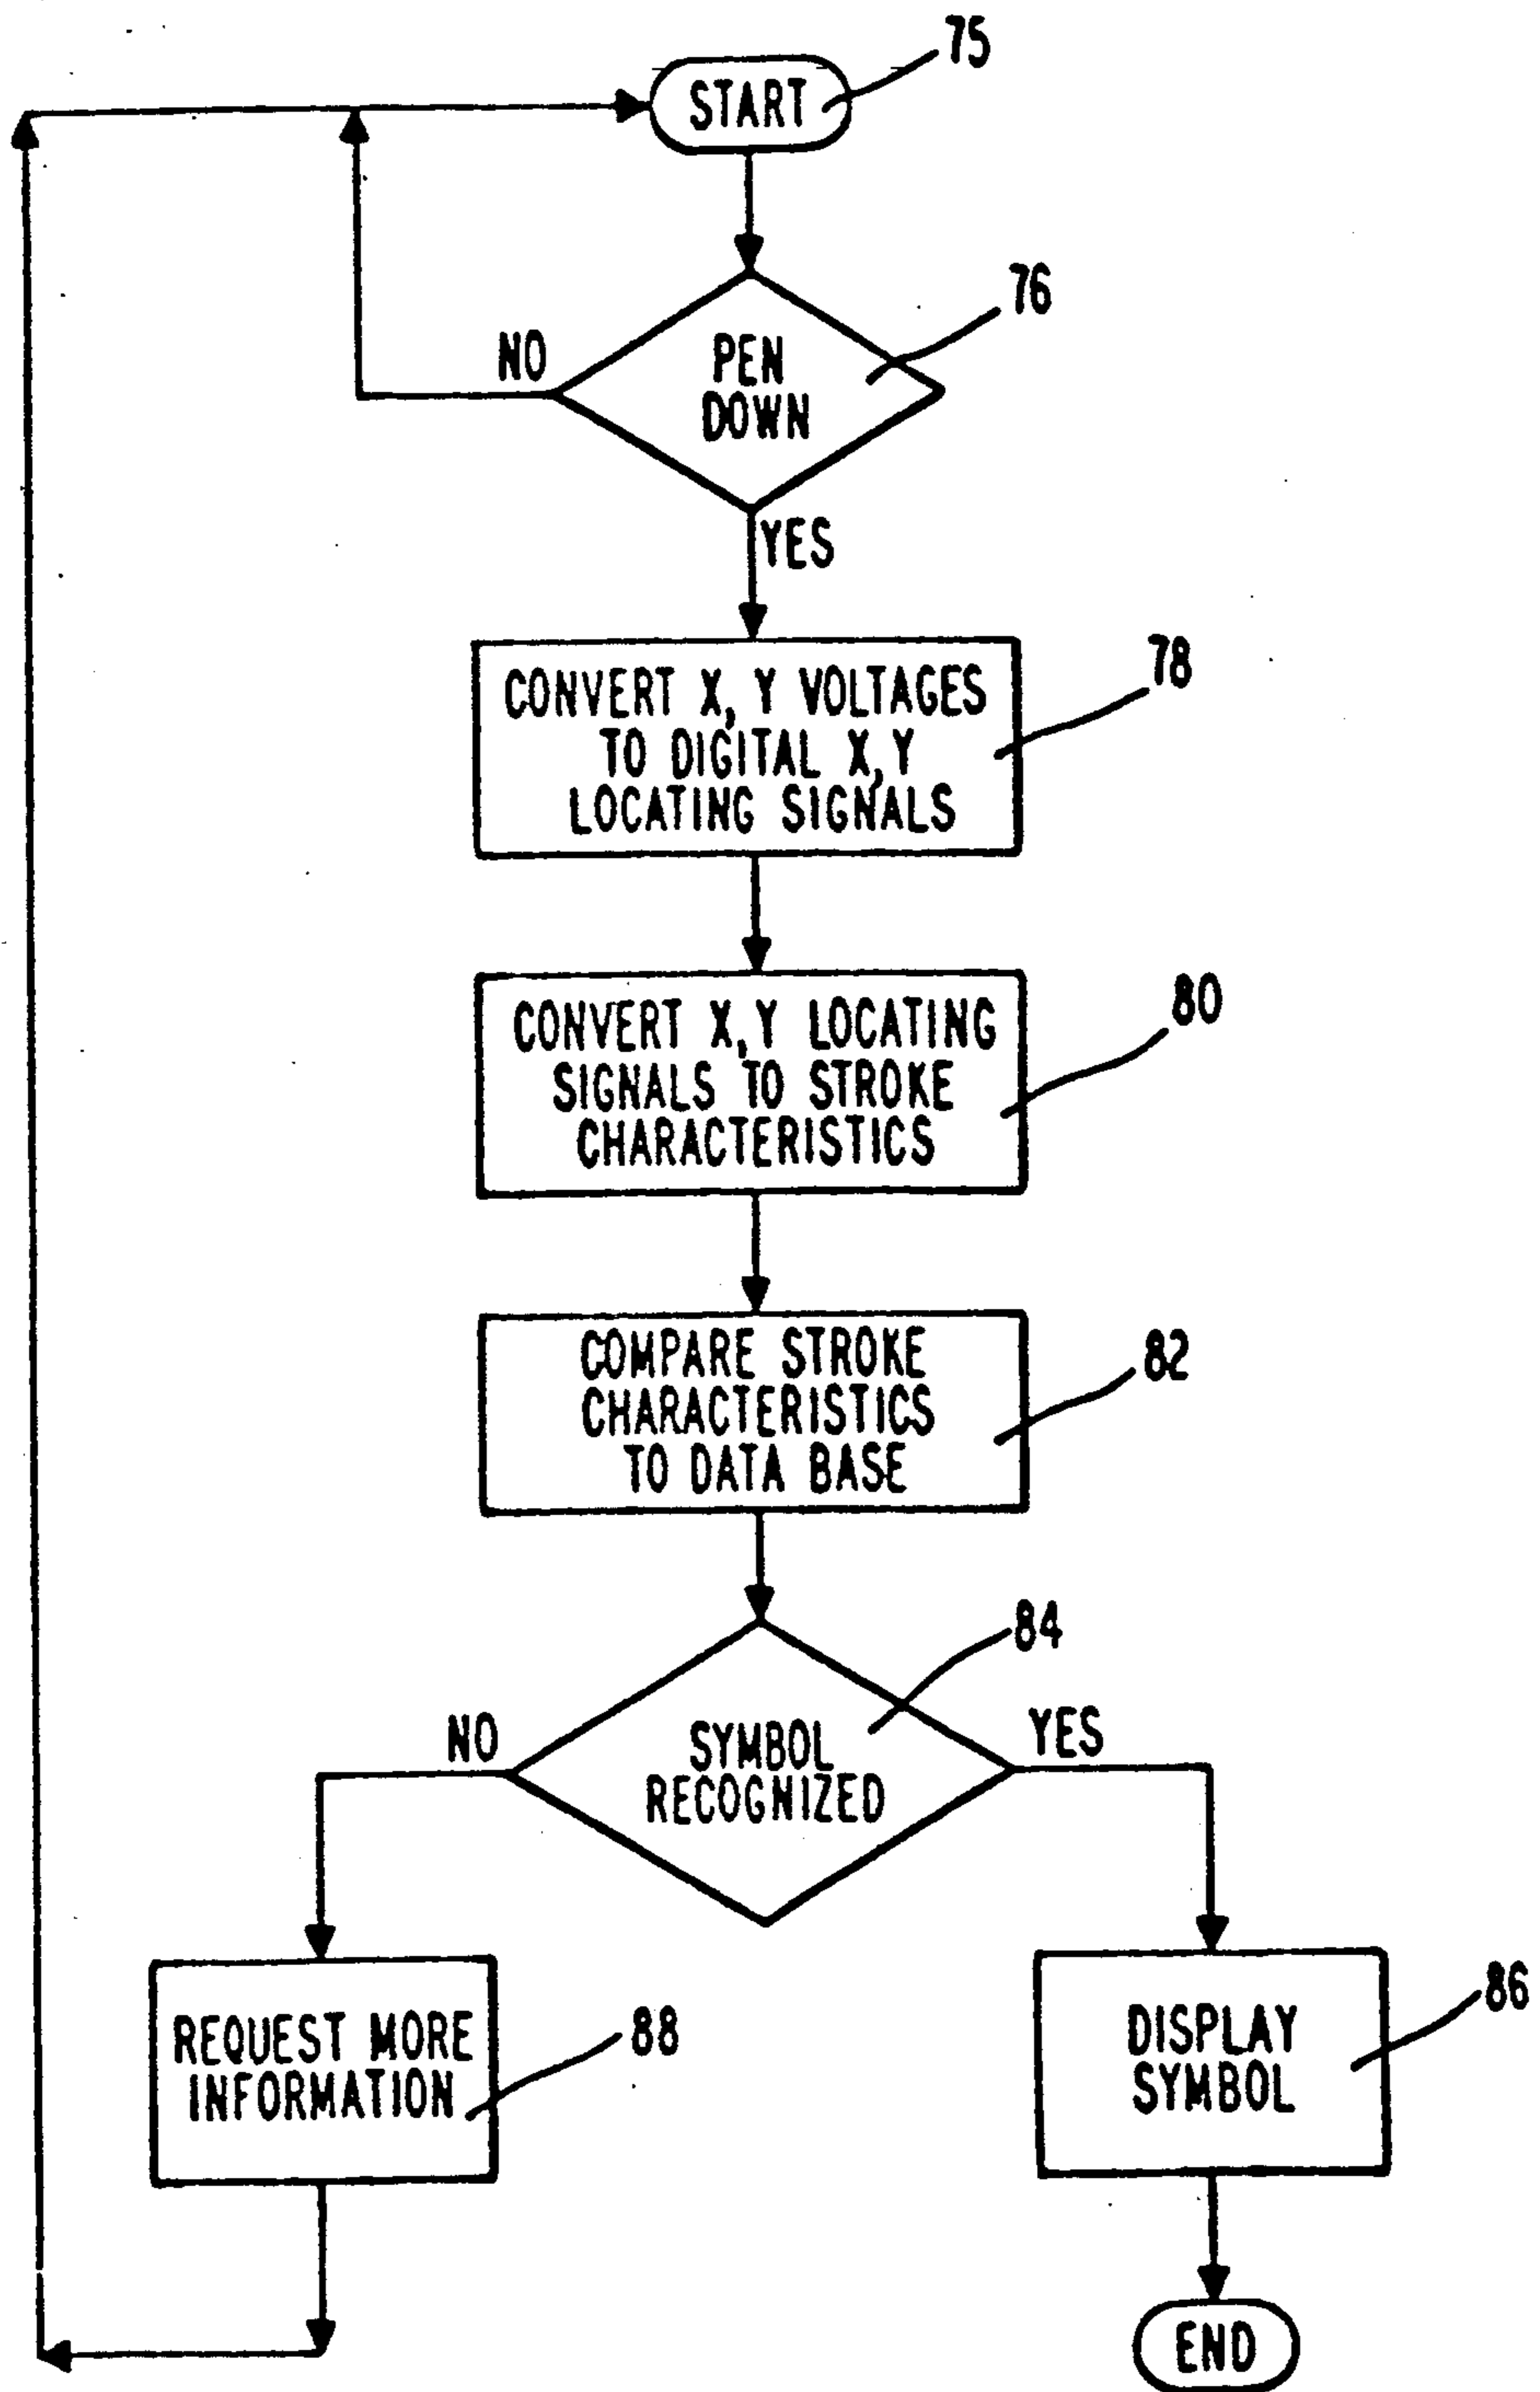 75
START
76
NO
PEN
DOWN
YES
78
CONVERT X, Y VOLTAGES
TO DIGITAL X,Y
LOCATING SIGNALS
80
CONVERT X,Y LOCATING
SIGNALS TO STROKE
CHARACTERISTICS
82
COMPARE STROKE
CHARACTERISTICS
TO DATA BASE
84
NO
SYMBOL
RECOGNIZED
YES
REQUEST MORE
INFORMATION
88
DISPLAY
SYMBOL
86
END